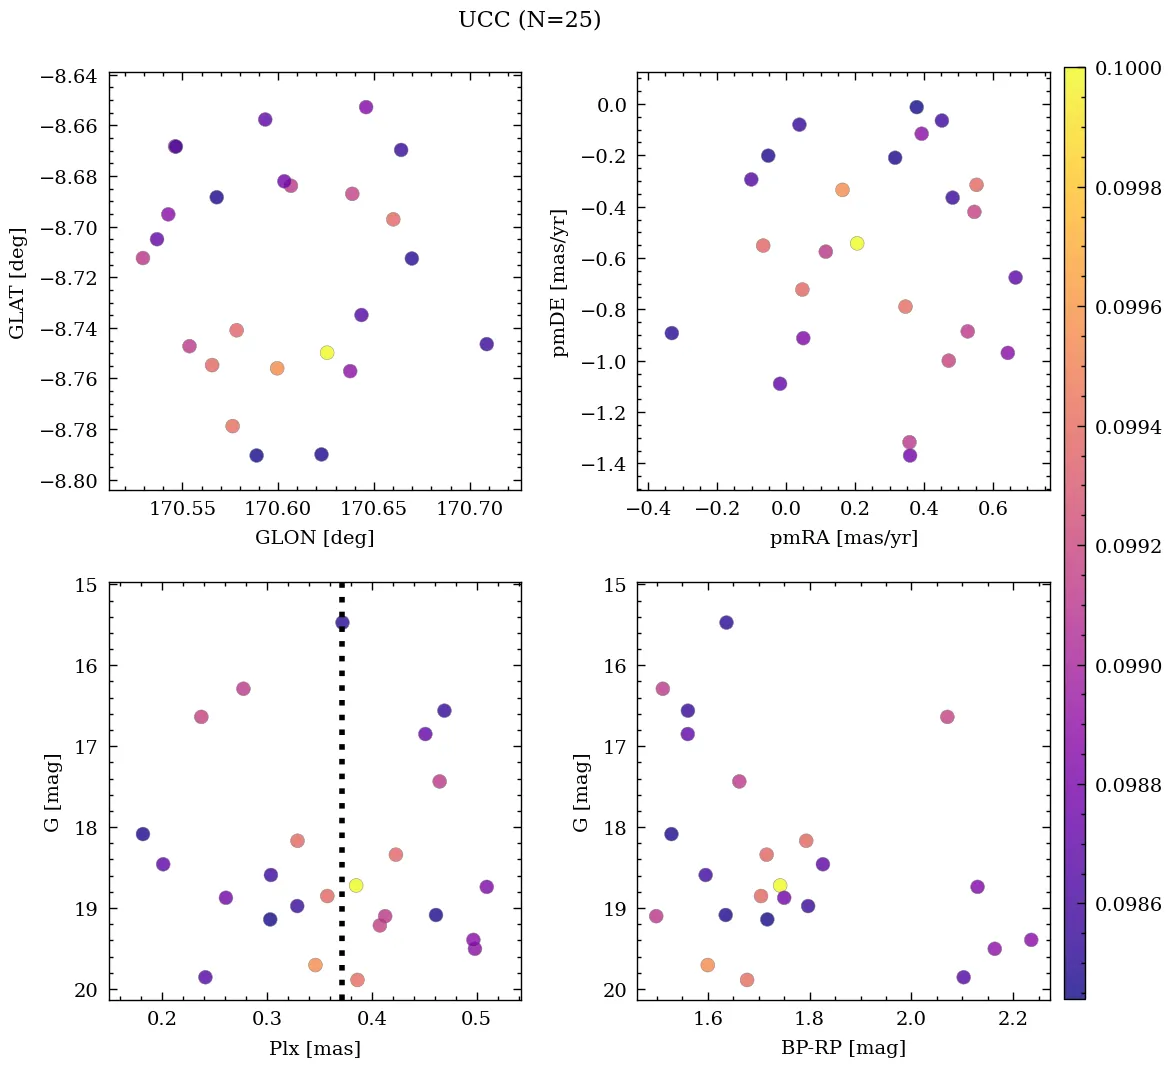 UCC (N=25)
−8.64
−8.66
−8.68
−8.70
−8.72
−8.74
−8.76
−8.78
−8.80
GLAT [deg]
170.55 170.60 170.65 170.70
GLON [deg]
0.0
−0.2
−0.4
−0.6
−0.8
−1.0
−1.2
−1.4
pmDE [mas/yr]
−0.4 −0.2 0.0 0.2 0.4 0.6
pmRA [mas/yr]
15
16
17
18
19
20
G [mag]
0.2 0.3 0.4 0.5
Plx [mas]
15
16
17
18
19
20
G [mag]
1.6 1.8 2.0 2.2
BP-RP [mag]
0.1000
0.0998
0.0996
0.0994
0.0992
0.0990
0.0988
0.0986